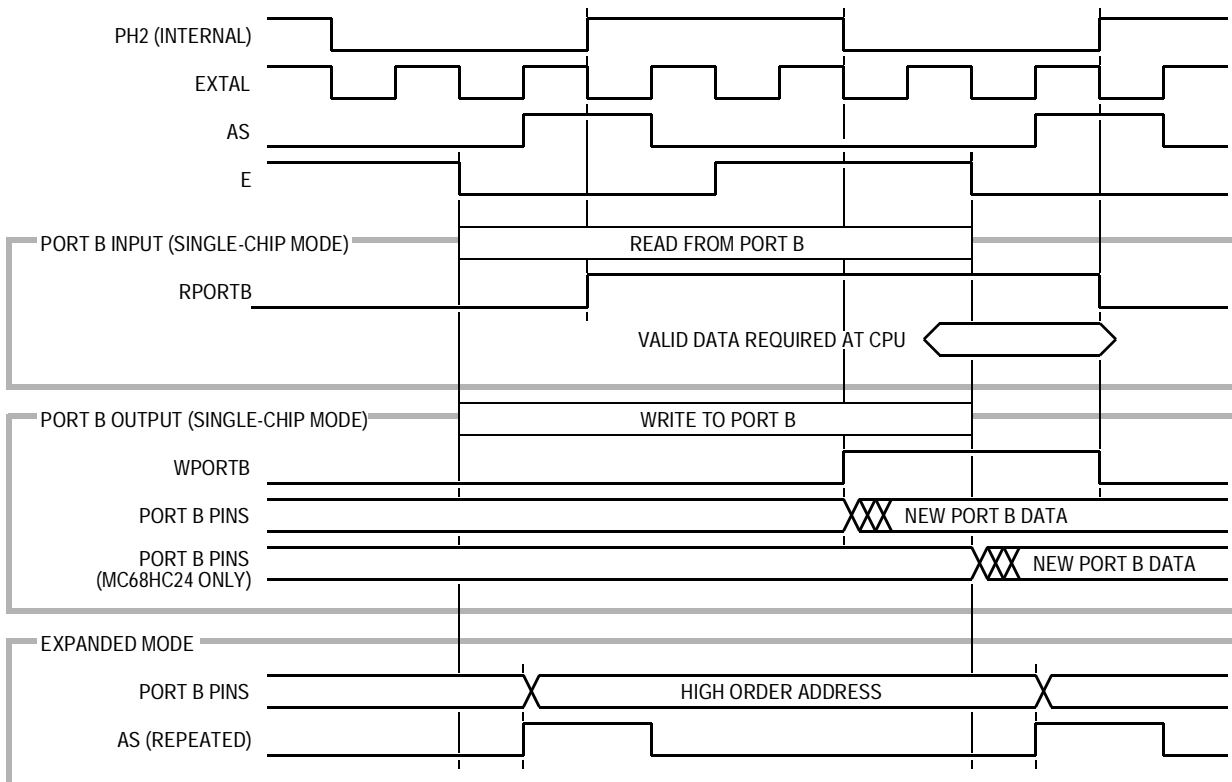 PH2 (INTERNAL)
EXTAL
AS
E
PORT B INPUT (SINGLE-CHIP MODE)
READ FROM PORT B
RPORTB
VALID DATA REQUIRED AT CPU
PORT B OUTPUT (SINGLE-CHIP MODE)
WRITE TO PORT B
WPORTB
PORT B PINS
NEW PORT B DATA
PORT B PINS
(MC68HC24 ONLY)
NEW PORT B DATA
EXPANDED MODE
PORT B PINS
HIGH ORDER ADDRESS
AS (REPEATED)